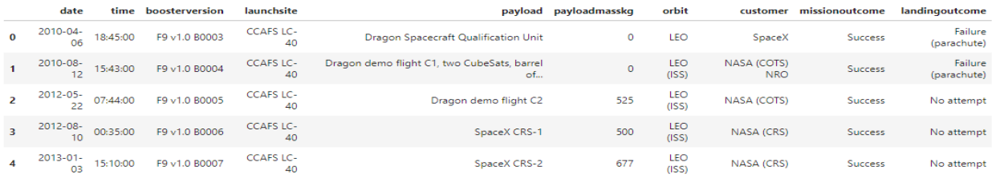 date time boosterversion launchsite payload payloadmasskg orbit customer missionoutcome landingoutcome
0 2010-04-06 18:45:00 F9 v1.0 B0003 CCAFS LC-40 Dragon Spacecraft Qualification Unit 0 LEO SpaceX Success Failure (parachute)
1 2010-08-12 15:43:00 F9 v1.0 B0004 CCAFS LC-40 Dragon demo flight C1, two CubeSats, barrel of... 0 LEO (ISS) NASA (COTS) NRO Success Failure (parachute)
2 2012-05-22 07:44:00 F9 v1.0 B0005 CCAFS LC-40 Dragon demo flight C2 525 LEO (ISS) NASA (COTS) Success No attempt
3 2012-08-10 00:35:00 F9 v1.0 B0006 CCAFS LC-40 SpaceX CRS-1 500 LEO (ISS) NASA (CRS) Success No attempt
4 2013-01-03 15:10:00 F9 v1.0 B0007 CCAFS LC-40 SpaceX CRS-2 677 LEO (ISS) NASA (CRS) Success No attempt